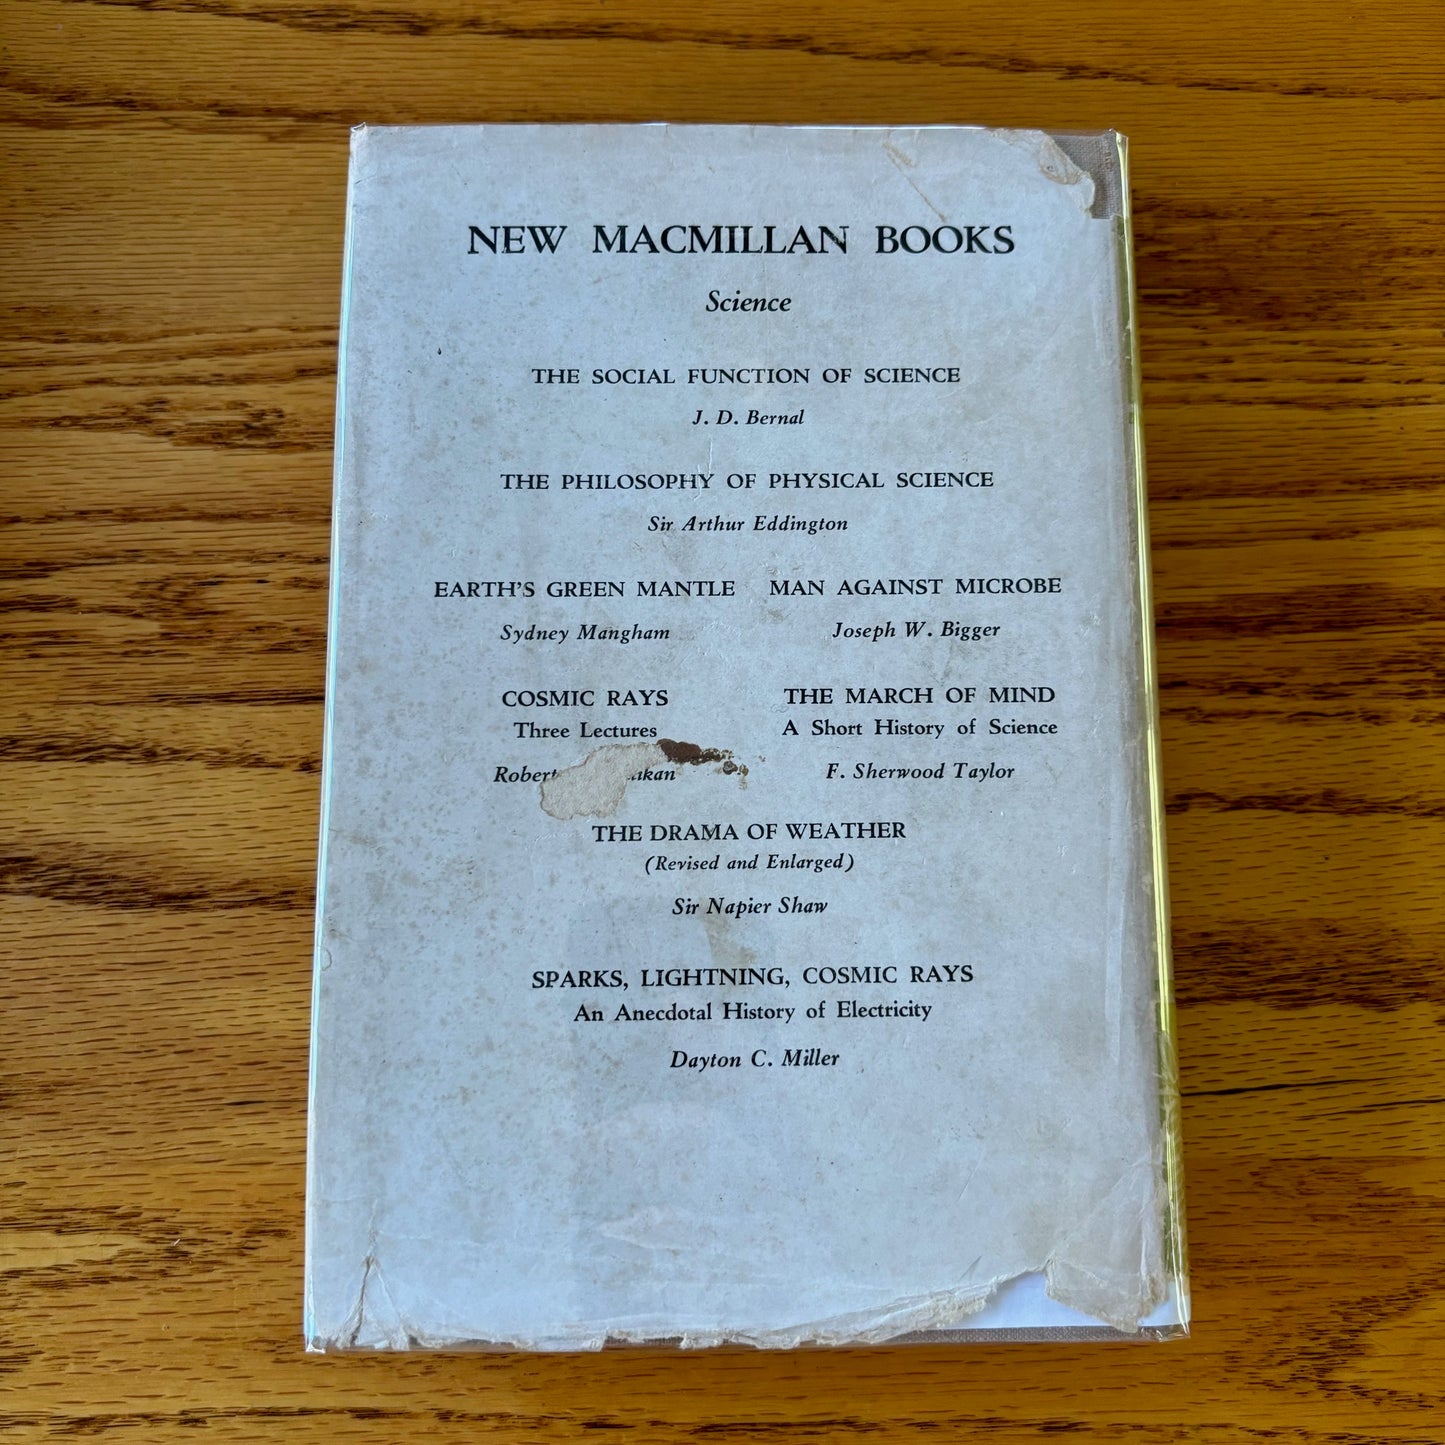 NEW MACMILLAN BOOKS
Science
THE SOCIAL FUNCTION OF SCIENCE
J. D. Bernal
THE PHILOSOPHY OF PHYSICAL SCIENCE
Sir Arthur Eddington
EARTH'S GREEN MANTLE
Sydney Mangham
MAN AGAINST MICROBE
Joseph W. Bigger
COSMIC RAYS
Three Lectures
Robert
THE MARCH OF MIND
A Short History of Science
F. Sherwood Taylor
THE DRAMA OF WEATHER
(Revised and Enlarged)
Sir Napier Shaw
SPARKS, LIGHTNING, COSMIC RAYS
An Anecdotal History of Electricity
Dayton C. Miller